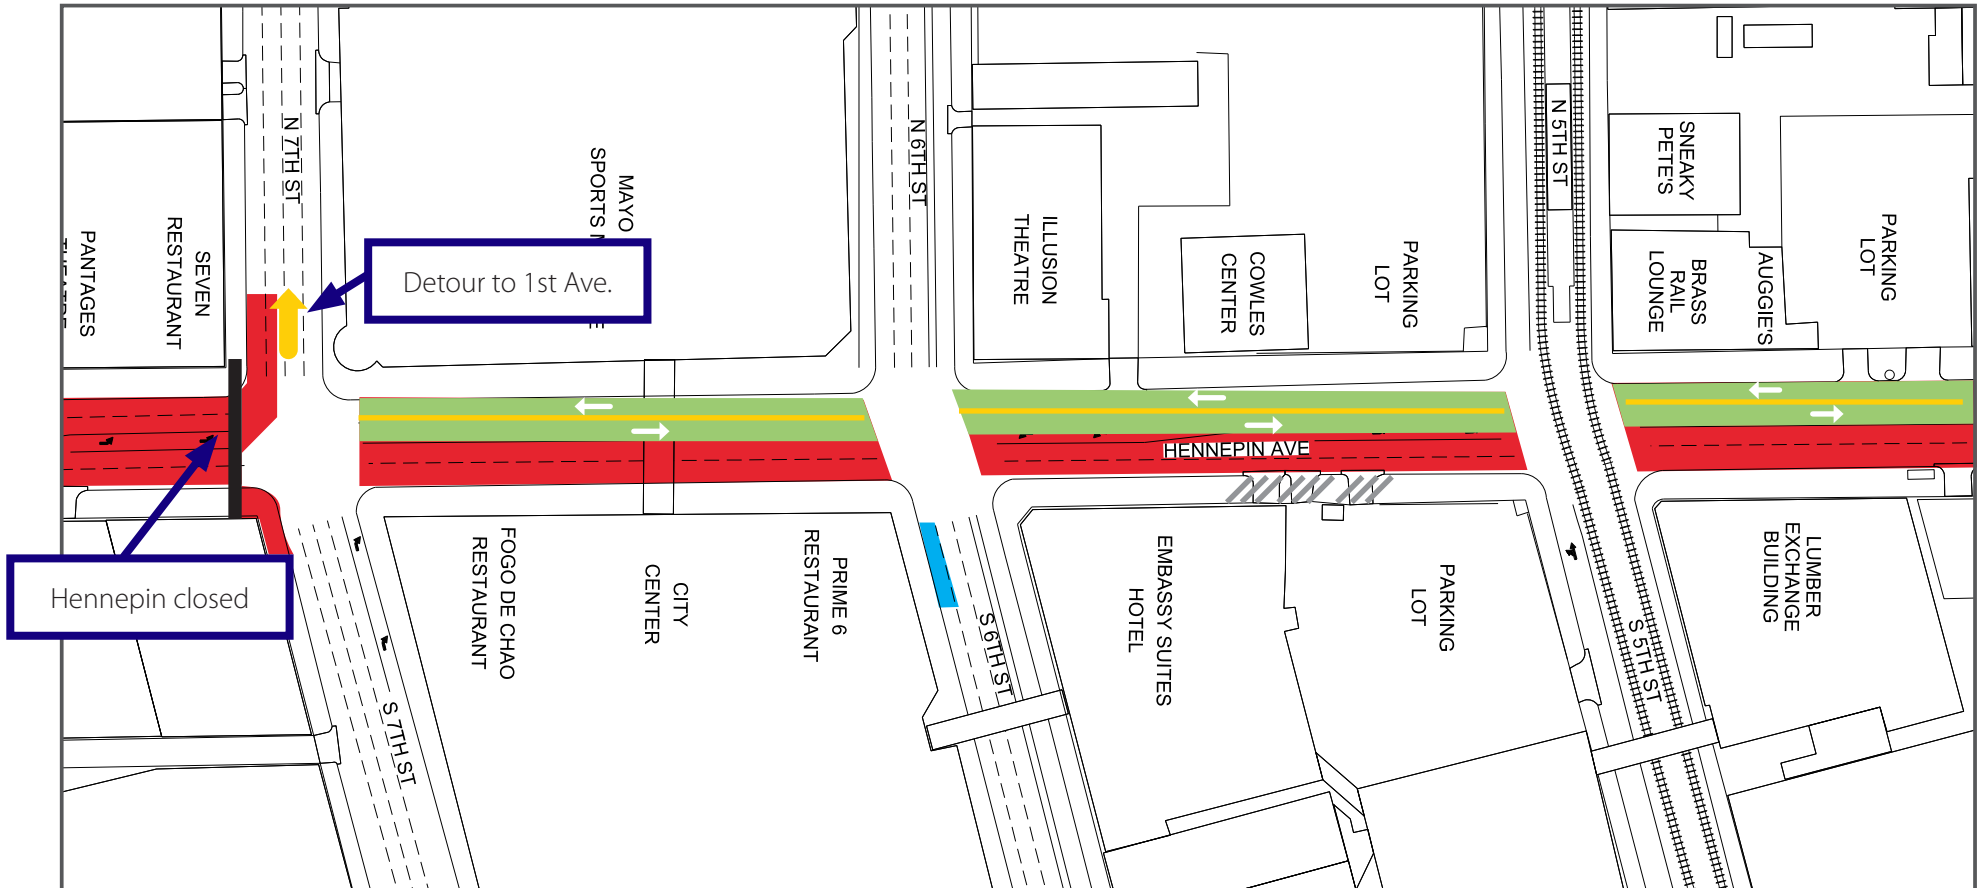 N 7TH ST
N 6TH ST
N 5TH ST
SNEAKY
PETE'S
PARKING
LOT
BRASS
RAIL
LOUNGE
AUGGIE'S
MAYO
SPORTS
ILLUSION
THEATRE
COWLES
CENTER
PARKING
LOT
SEVEN
RESTAURANT
PANTAGES
Detour to 1st Ave.
HENNEPIN AVE
Hennepin closed
FOGO DE CHAO
RESTAURANT
CITY
CENTER
PRIME 6
RESTAURANT
EMBASSY SUITES
HOTEL
PARKING
LOT
LUMBER
EXCHANGE
BUILDING
S 7TH ST
S 6TH ST
S 5TH ST